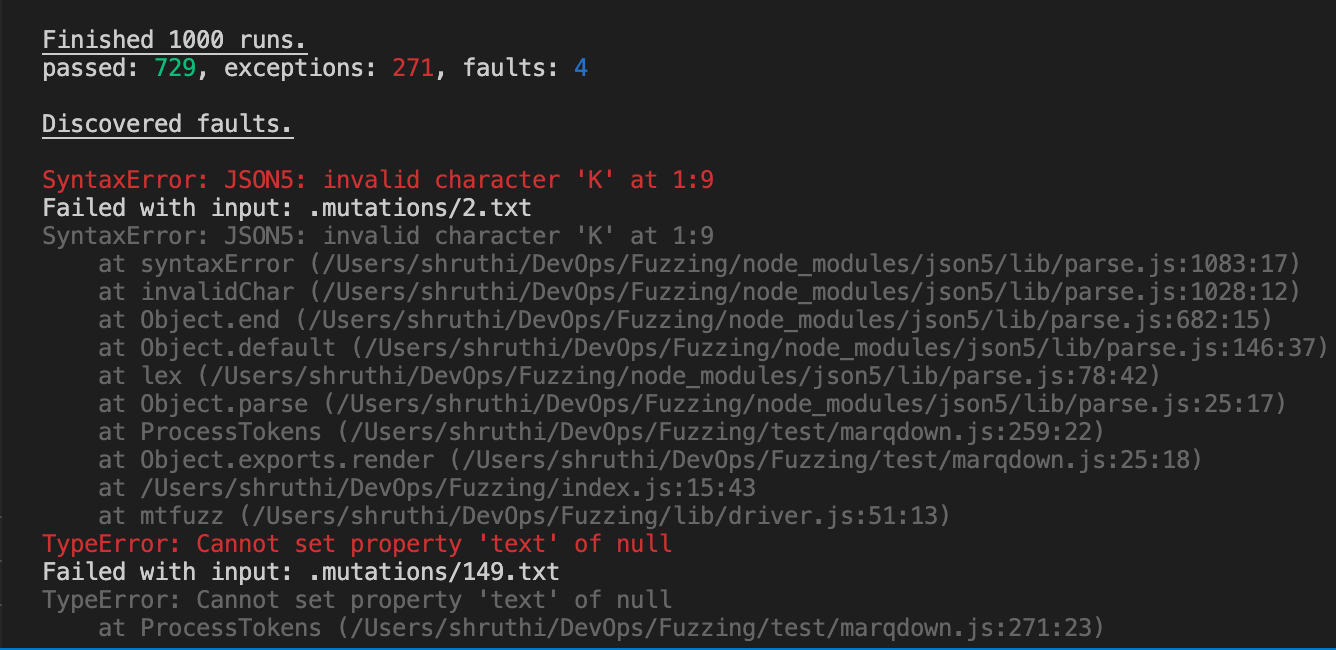 Finished 1000 runs.
passed: 729, exceptions: 271, faults: 4
Discovered faults.
SyntaxError: JSON5: invalid character 'K' at 1:9
Failed with input: .mutations/2.txt
SyntaxError: JSON5: invalid character 'K' at 1:9
    at syntaxError (/Users/shruthi/DevOps/Fuzzing/node_modules/json5/lib/parse.js:1083:17)
    at invalidChar (/Users/shruthi/DevOps/Fuzzing/node_modules/json5/lib/parse.js:1028:12)
    at Object.end (/Users/shruthi/DevOps/Fuzzing/node_modules/json5/lib/parse.js:682:15)
    at Object.default (/Users/shruthi/DevOps/Fuzzing/node_modules/json5/lib/parse.js:146:37)
    at lex (/Users/shruthi/DevOps/Fuzzing/node_modules/json5/lib/parse.js:78:42)
    at Object.parse (/Users/shruthi/DevOps/Fuzzing/node_modules/json5/lib/parse.js:25:17)
    at ProcessTokens (/Users/shruthi/DevOps/Fuzzing/test/marqdown.js:259:22)
    at Object.exports.render (/Users/shruthi/DevOps/Fuzzing/test/marqdown.js:25:18)
    at /Users/shruthi/DevOps/Fuzzing/index.js:15:43
    at mtfuzz (/Users/shruthi/DevOps/Fuzzing/lib/driver.js:51:13)
TypeError: Cannot set property 'text' of null
Failed with input: .mutations/149.txt
TypeError: Cannot set property 'text' of null
    at ProcessTokens (/Users/shruthi/DevOps/Fuzzing/test/marqdown.js:271:23)